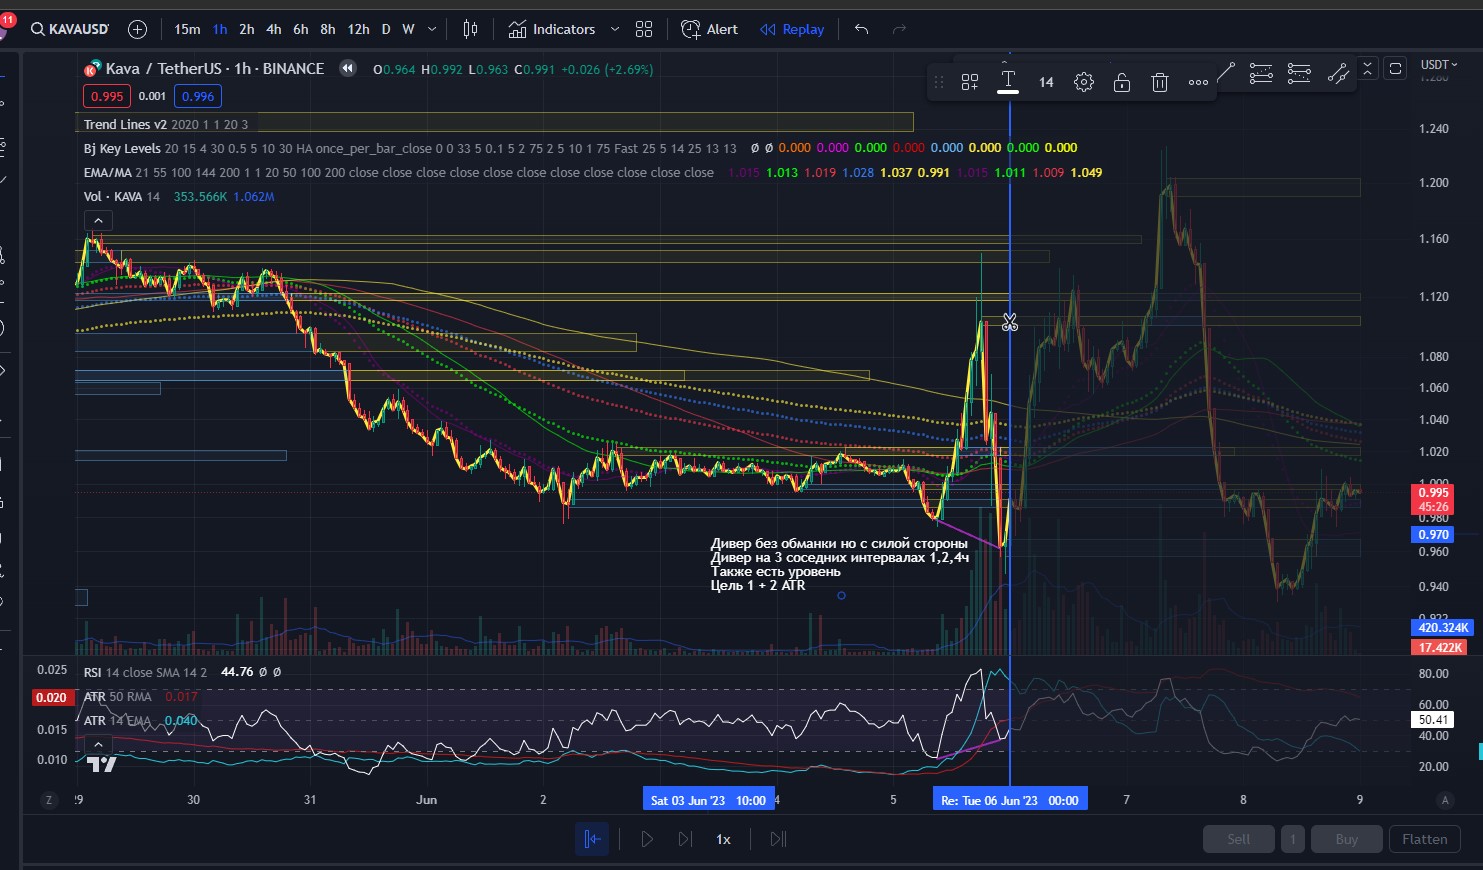 11
KAVAUSD
15m 1h 2h 4h 6h 8h 12h D W Indicators Alert Replay
Kava / TetherUS · 1h · BINANCE O0.964 H0.992 L0.963 C0.991 +0.026 (+2.69%)
14
USDT
0.995 0.001 0.996
Trend Lines v2 2020 1 1 20 3
Bj Key Levels 20 15 4 30 0.5 5 10 30 HA once_per_bar_close 0 0 33 5 0.1 5 2 75 2 5 10 1 75 Fast 25 5 14 25 13 13 Ø Ø 0.000 0.000 0.000 0.000 0.000 0.000 0.000 0.000
EMA/MA 21 55 100 144 200 1 1 20 50 100 200 close close close close close close close close close close close 1.015 1.013 1.019 1.028 1.037 0.991 1.015 1.011 1.009 1.049
Vol · KAVA 14 353.566K 1.062M
1.280
1.240
1.200
1.160
1.120
1.080
1.060
1.040
1.020
1.000
0.995
45:26
0.980
0.970
0.960
0.940
0.922
420.324K
17.422K
Дивер без обманки но с силой стороны
Дивер на 3 соседних интервалах 1,2,4ч
Также есть уровень
Цель 1 + 2 ATR
RSI 14 close SMA 14 2 44.76 Ø Ø
ATR 50 RMA 0.017
ATR 14 EMA 0.040
0.025
0.020
0.015
0.010
80.00
60.00
50.41
40.00
20.00
Z 29 30 31 Jun 2 Sat 03 Jun '23 10:00 4 5 Re: Tue 06 Jun '23 00:00 7 8 9 A
1x
Sell 1 Buy Flatten